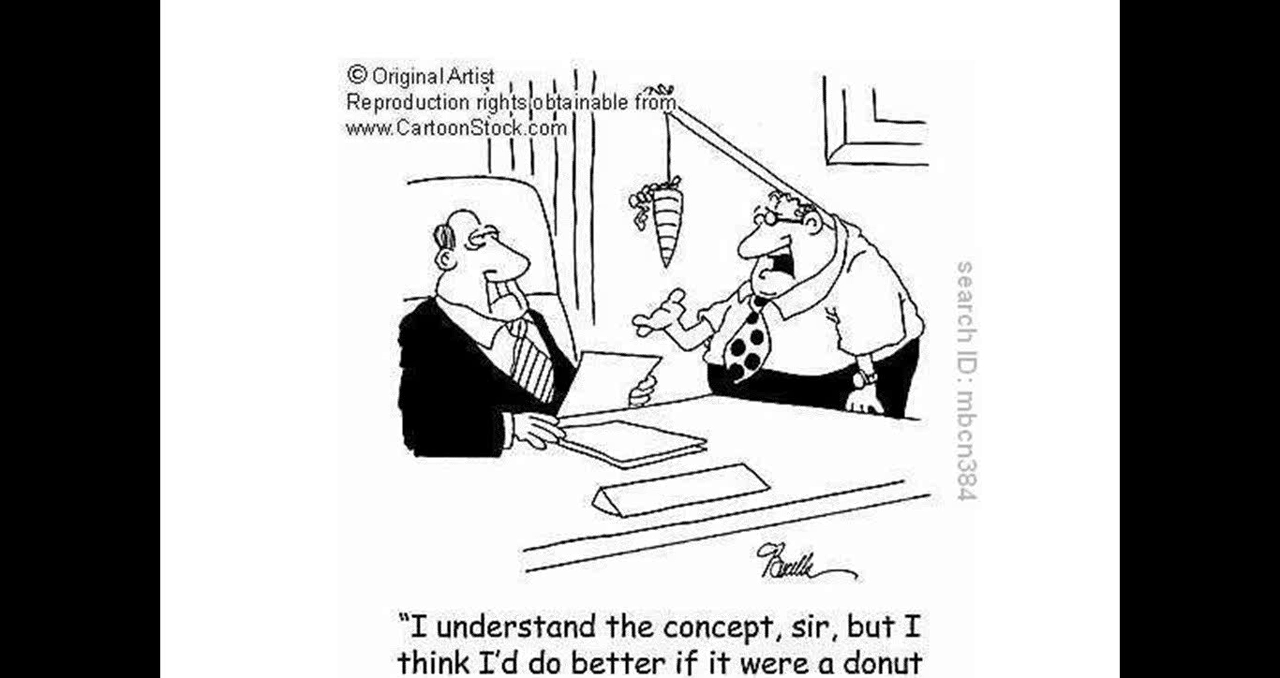 © Original Artist
Reproduction rights obtainable from
www.CartoonStock.com
search ID: mbcn384
"I understand the concept, sir, but I
think I'd do better if it were a donut